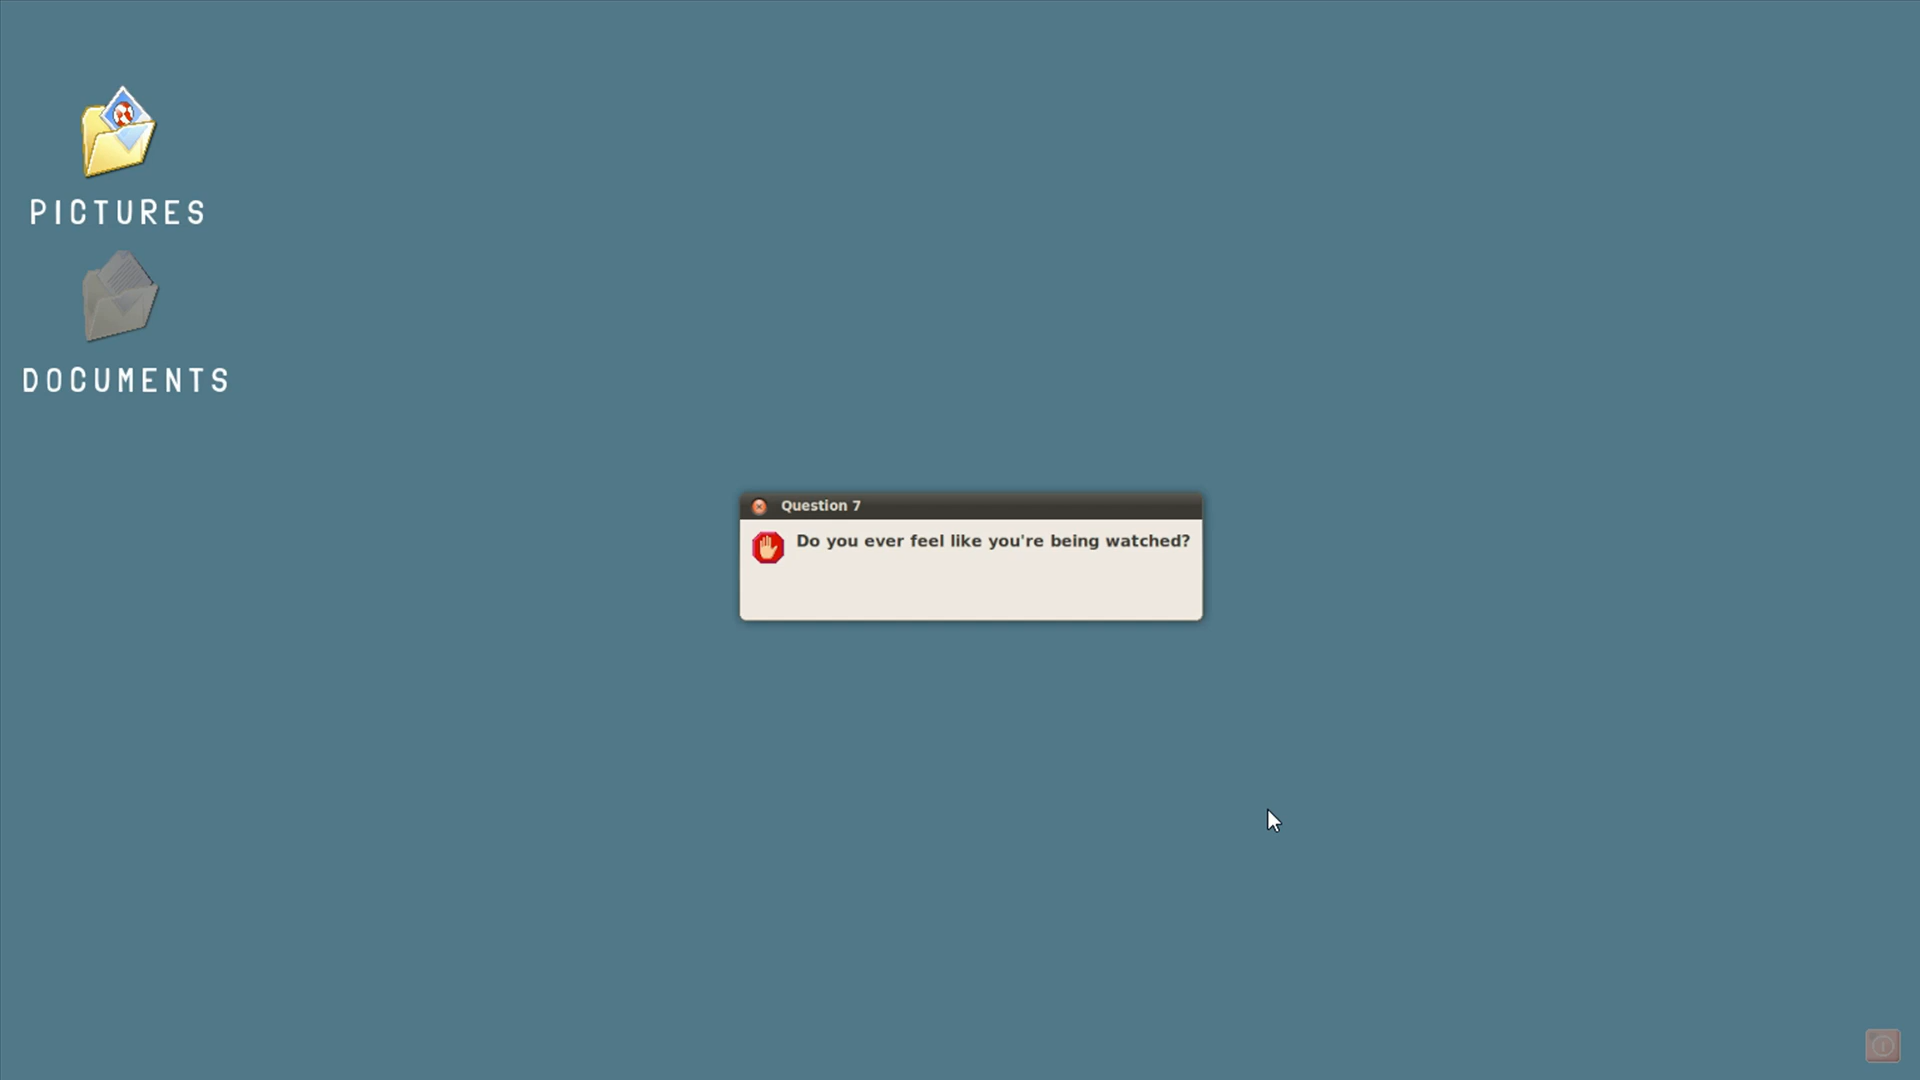 PICTURES
DOCUMENTS
Question 7
Do you ever feel like you're being watched?